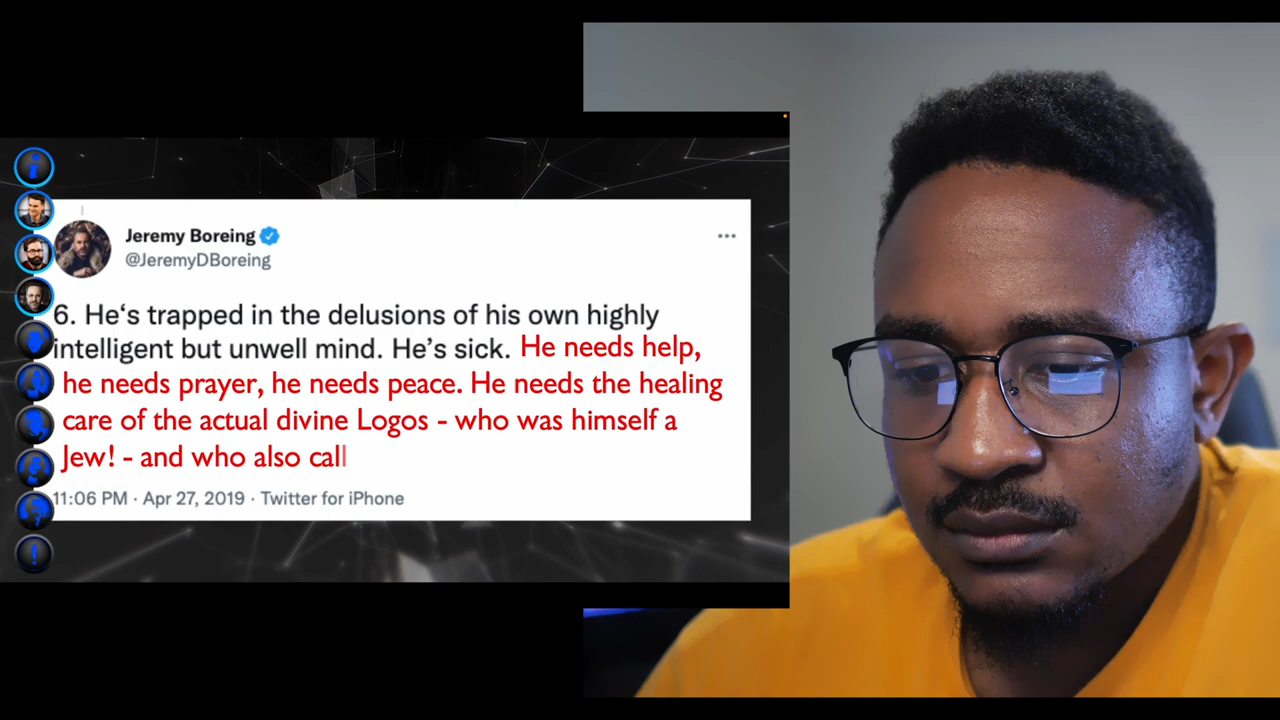 Jeremy Boreing
@JeremyDBoreing
6. He‘s trapped in the delusions of his own highly
intelligent but unwell mind. He’s sick. He needs help,
he needs prayer, he needs peace. He needs the healing
care of the actual divine Logos - who was himself a
Jew! - and who also call
11:06 PM · Apr 27, 2019 · Twitter for iPhone